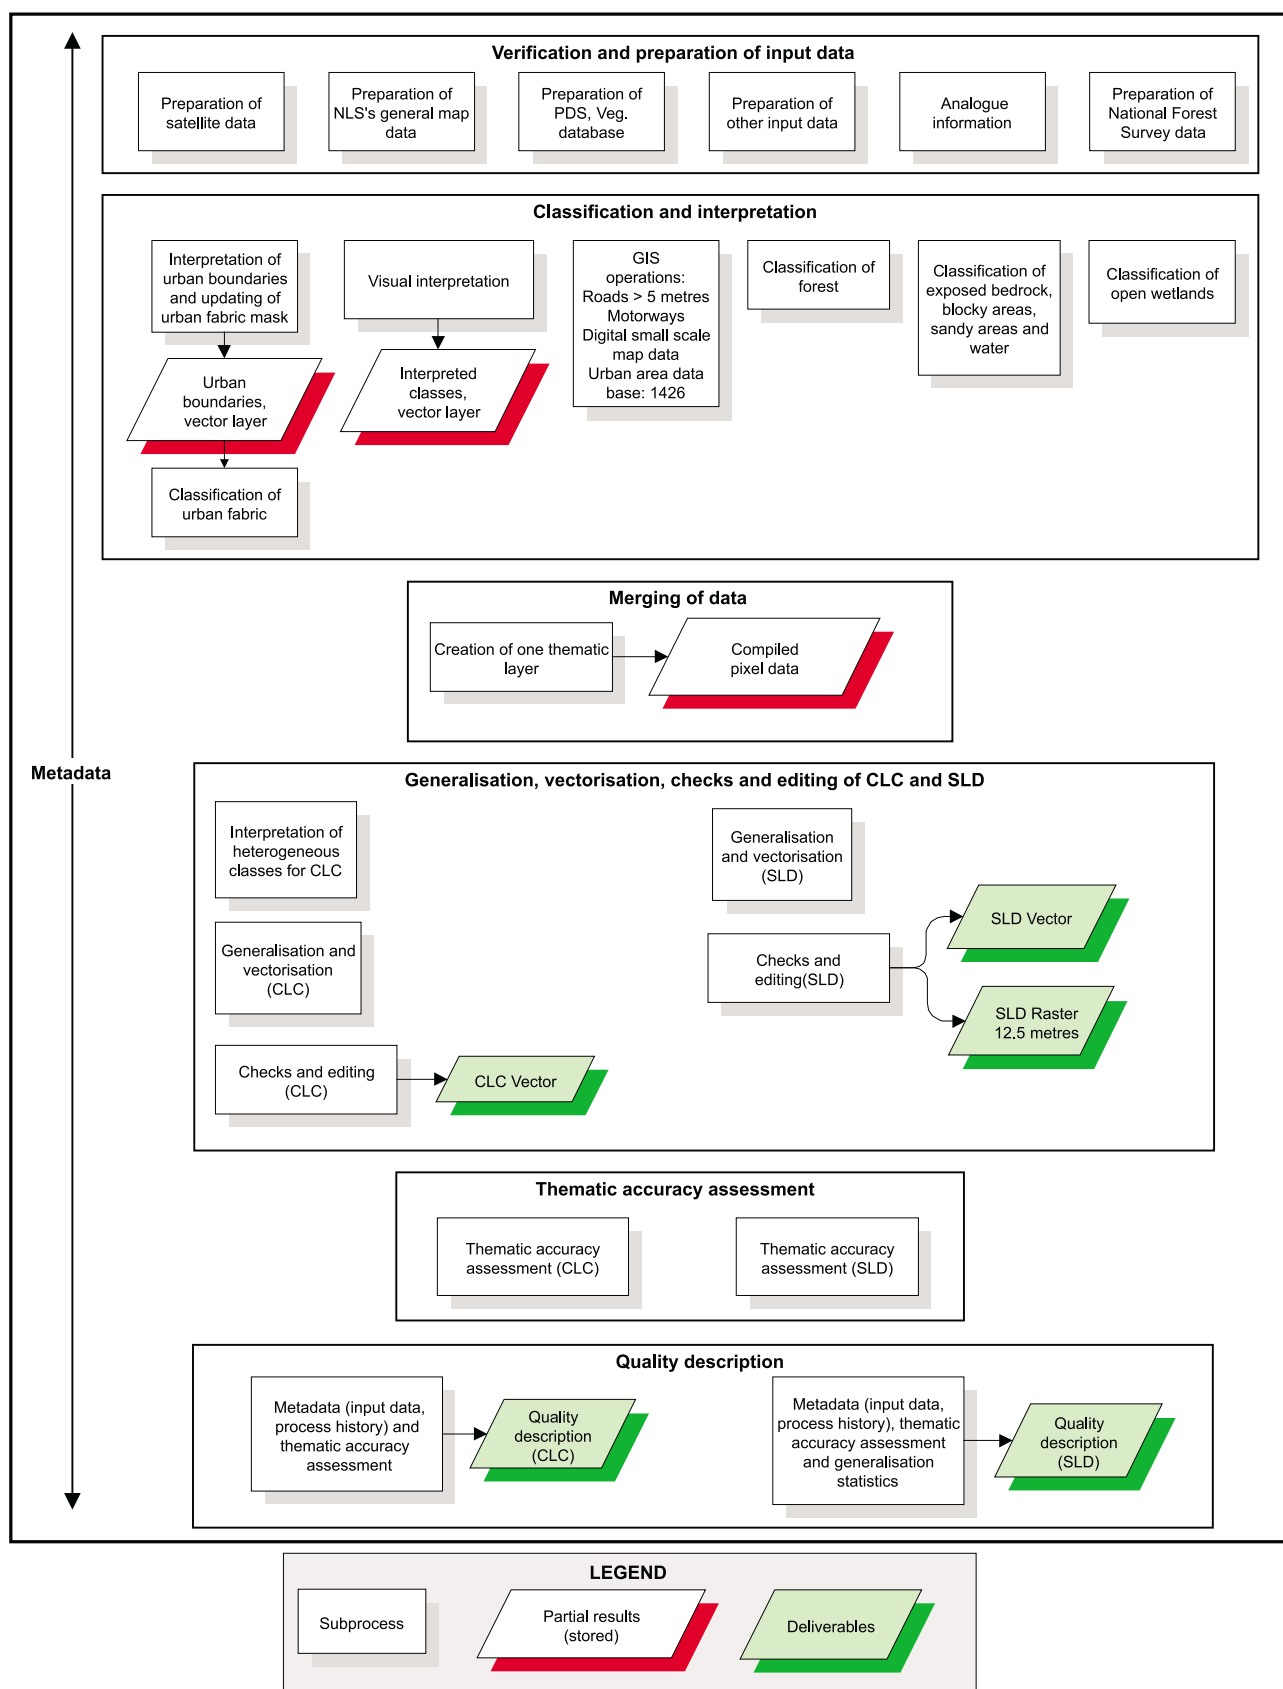 Verification and preparation of input data
Preparation of
satellite data
Preparation of
NLS's general map
data
Preparation of
PDS, Veg.
database
Preparation of
other input data
Analogue
information
Preparation of
National Forest
Survey data
Classification and interpretation
Interpretation of
urban boundaries
and updating of
urban fabric mask
Visual interpretation
GIS
operations:
Roads > 5 metres
Motorways
Digital small scale
map data
Urban area data
base: 1426
Classification of
forest
Classification of
exposed bedrock,
blocky areas,
sandy areas and
water
Classification of
open wetlands
Urban
boundaries,
vector layer
Interpreted
classes,
vector layer
Classification of
urban fabric
Merging of data
Creation of one thematic
layer
Compiled
pixel data
Metadata
Generalisation, vectorisation, checks and editing of CLC and SLD
Interpretation of
heterogeneous
classes for CLC
Generalisation
and vectorisation
(SLD)
Generalisation and
vectorisation
(CLC)
Checks and
editing(SLD)
SLD Vector
SLD Raster
12.5 metres
Checks and editing
(CLC)
CLC Vector
Thematic accuracy assessment
Thematic accuracy
assessment (CLC)
Thematic accuracy
assessment (SLD)
Quality description
Metadata (input data,
process history) and
thematic accuracy
assessment
Quality
description
(CLC)
Metadata (input data,
process history), thematic
accuracy assessment
and generalisation
statistics
Quality
description
(SLD)
LEGEND
Subprocess
Partial results
(stored)
Deliverables